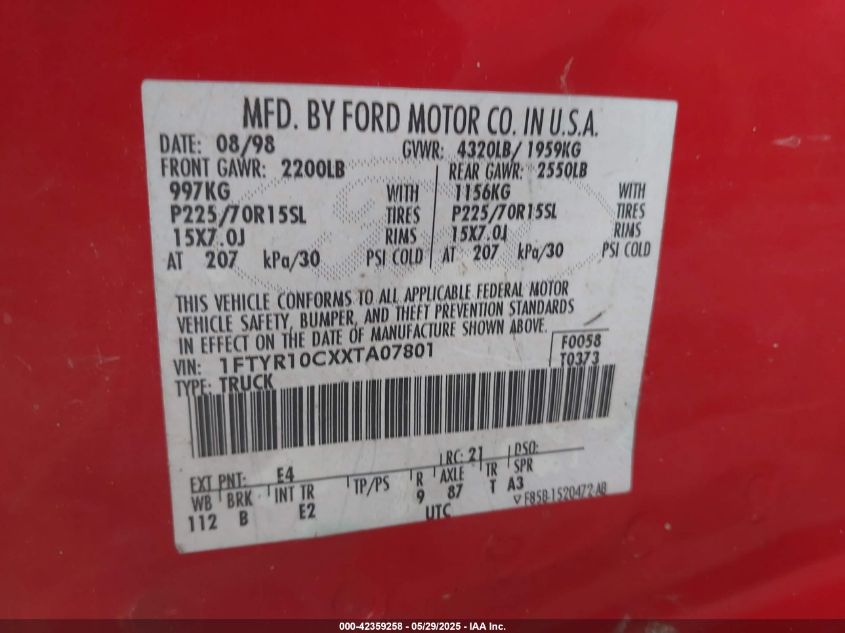 MFD. BY FORD MOTOR CO. IN U.S.A.
DATE: 08/98 GVWR: 4320LB/ 1959KG
FRONT GAWR: 2200LB REAR GAWR: 2550LB
997KG WITH 1156KG WITH
P225/70R15SL TIRES P225/70R15SL TIRES
15X7.0J RIMS 15X7.0J RIMS
AT 207 kPa/30 PSI COLD AT 207 kPa/30 PSI COLD
THIS VEHICLE CONFORMS TO ALL APPLICABLE FEDERAL MOTOR
VEHICLE SAFETY, BUMPER, AND THEFT PREVENTION STANDARDS
IN EFFECT ON THE DATE OF MANUFACTURE SHOWN ABOVE.
VIN: 1FTYR10CXXTA07801 F0058
TYPE: TRUCK T0373
EXT PNT: E4 RC: 21 DSO:
WB BRK INT TR TP/PS R AXLE TR SPR
112 B E2 9 87 T A3
UTC ▽ F85B-1520472-AB
000-42359258 - 05/29/2025 - IAA Inc.